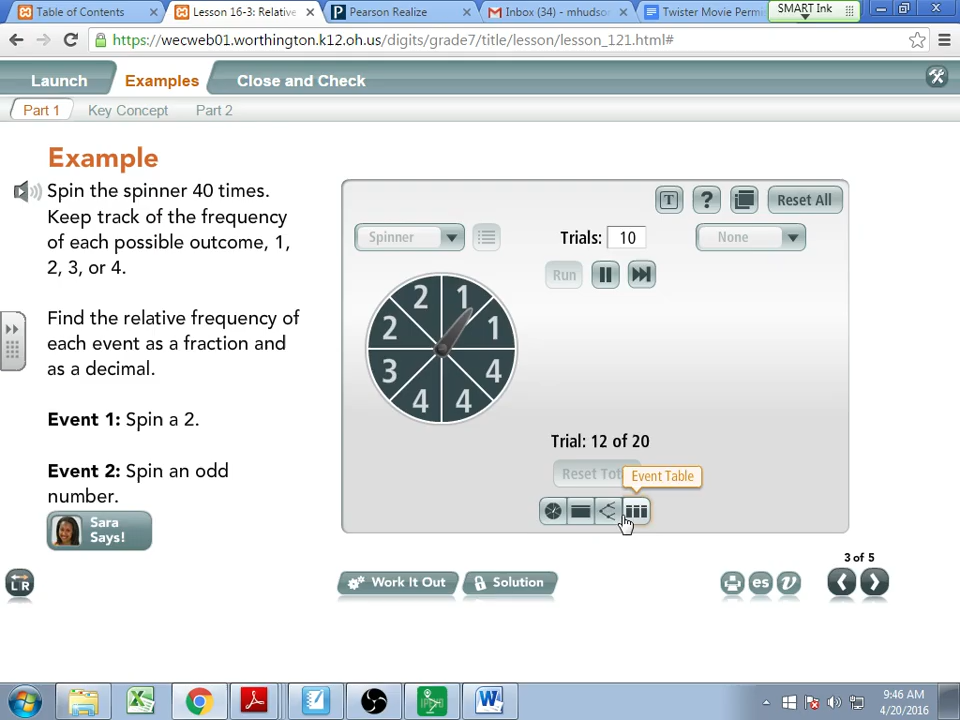 Table of Contents
Lesson 16-3: Relative
Pearson Realize
Inbox (34) - mhudson
Twister Movie Perm
SMART Ink
https://wecweb01.worthington.k12.oh.us/digits/grade7/title/lesson/lesson_121.html#
Launch
Examples
Close and Check
Part 1
Key Concept
Part 2
Example
Spin the spinner 40 times.
Keep track of the frequency
of each possible outcome, 1,
2, 3, or 4.
Find the relative frequency of
each event as a fraction and
as a decimal.
Event 1: Spin a 2.
Event 2: Spin an odd
number.
Sara
Says!
T
?
Reset All
Spinner
Trials: 10
None
Run
2 1
2 1
3 4
4 4
Trial: 12 of 20
Reset Tot
Event Table
3 of 5
LR
Work It Out
Solution
es
v
9:46 AM
4/20/2016